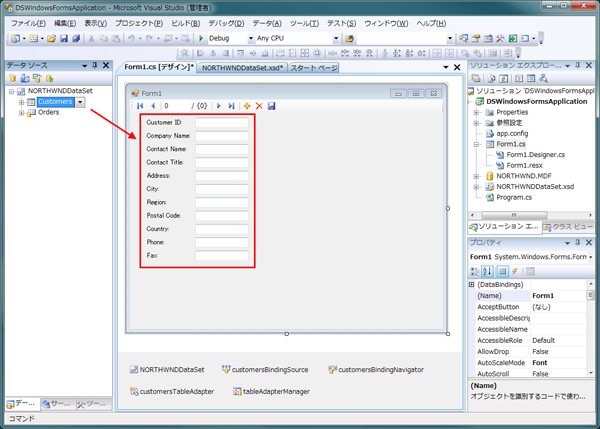 DSWindowsFormsApplication - Microsoft Visual Studio (管理者)
ファイル(F) 編集(E) 表示(V) プロジェクト(P) ビルド(B) デバッグ(D) データ(A) ツール(T) テスト(S) ウィンドウ(W) ヘルプ(H)
Debug Any CPU
データ ソース
NORTHWNDDataSet
Customers
Orders
デー... サー... ツー...
Form1.cs [デザイン]* NORTHWNDDataSet.xsd* スタート ページ
Form1
0 / {0}
Customer ID:
Company Name:
Contact Name:
Contact Title:
Address:
City:
Region:
Postal Code:
Country:
Phone:
Fax:
NORTHWNDDataSet customersBindingSource customersBindingNavigator
customersTableAdapter tableAdapterManager
ソリューション エクスプロー...
ソリューション 'DSWindowsFormsApp
DSWindowsFormsApplication
Properties
参照設定
app.config
Form1.cs
Form1.Designer.cs
Form1.resx
NORTHWND.MDF
NORTHWNDDataSet.xsd
Program.cs
ソリューション エ... クラス ビュー
プロパティ
Form1 System.Windows.Forms.Form
(DataBindings)
(Name) Form1
AcceptButton (なし)
AccessibleDescrip
AccessibleName
AccessibleRole Default
AllowDrop False
AutoScaleMode Font
AutoScroll False
(Name)
オブジェクトを識別するコードで使わ...
コマンド